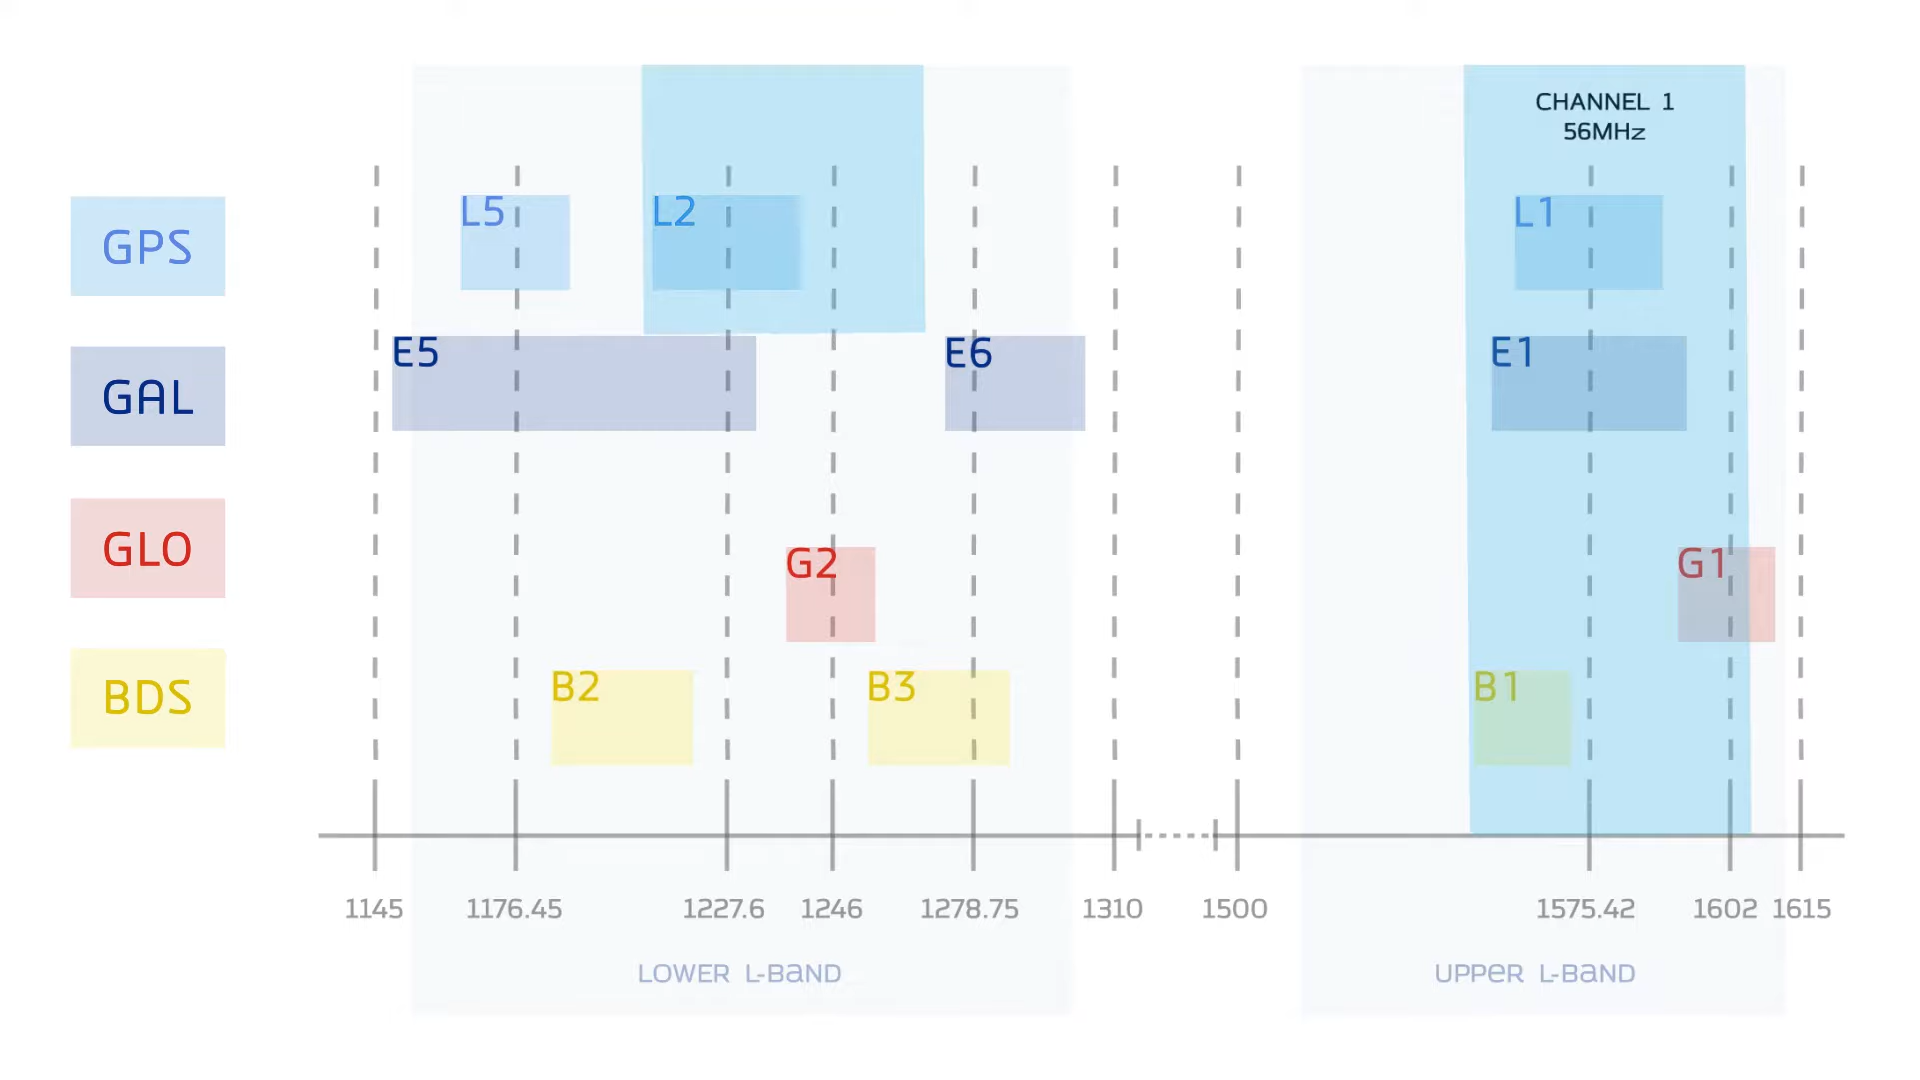 CHANNEL 1
56MHz
GPS
L5
L2
L1
GAL
E5
E6
E1
GLO
G2
G1
BDS
B2
B3
B1
1145 1176.45 1227.6 1246 1278.75 1310 1500 1575.42 1602 1615
LOWER L-BAND
UPPER L-BAND